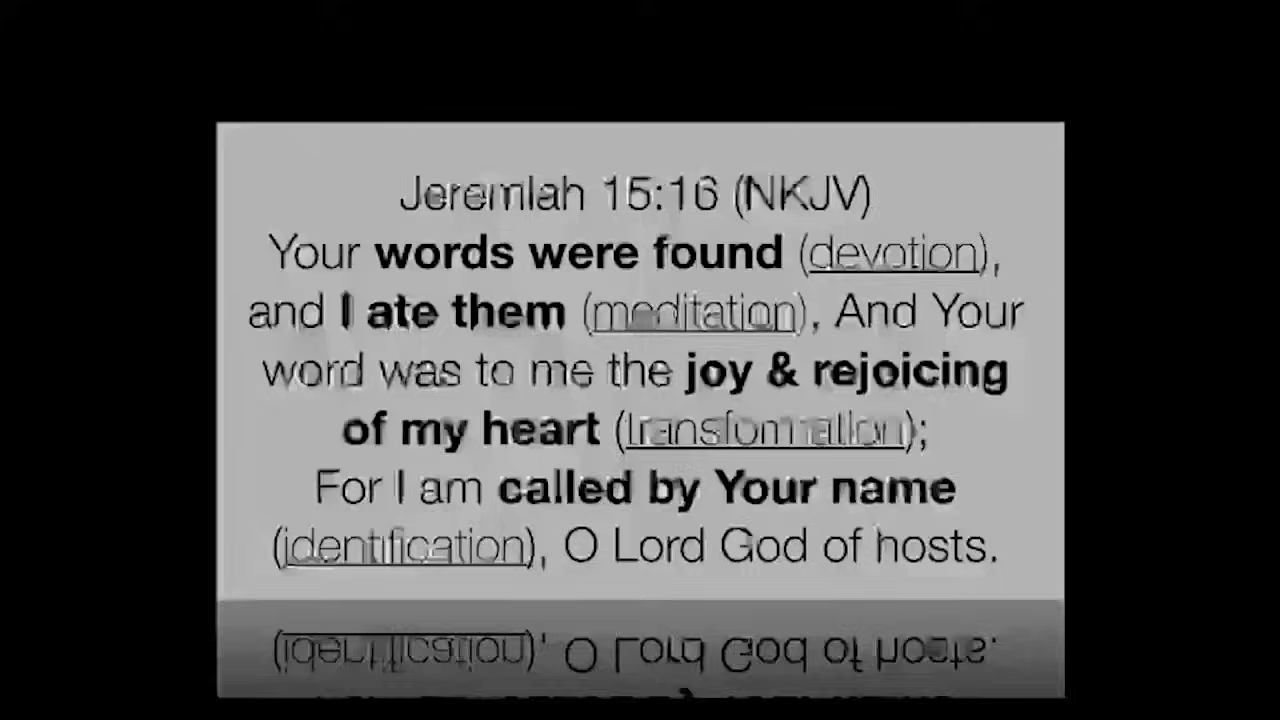 Jeremiah 15:16 (NKJV)
Your words were found (devotion),
and I ate them (meditation), And Your
word was to me the joy & rejoicing
of my heart (transformation);
For I am called by Your name
(identification), O Lord God of hosts.